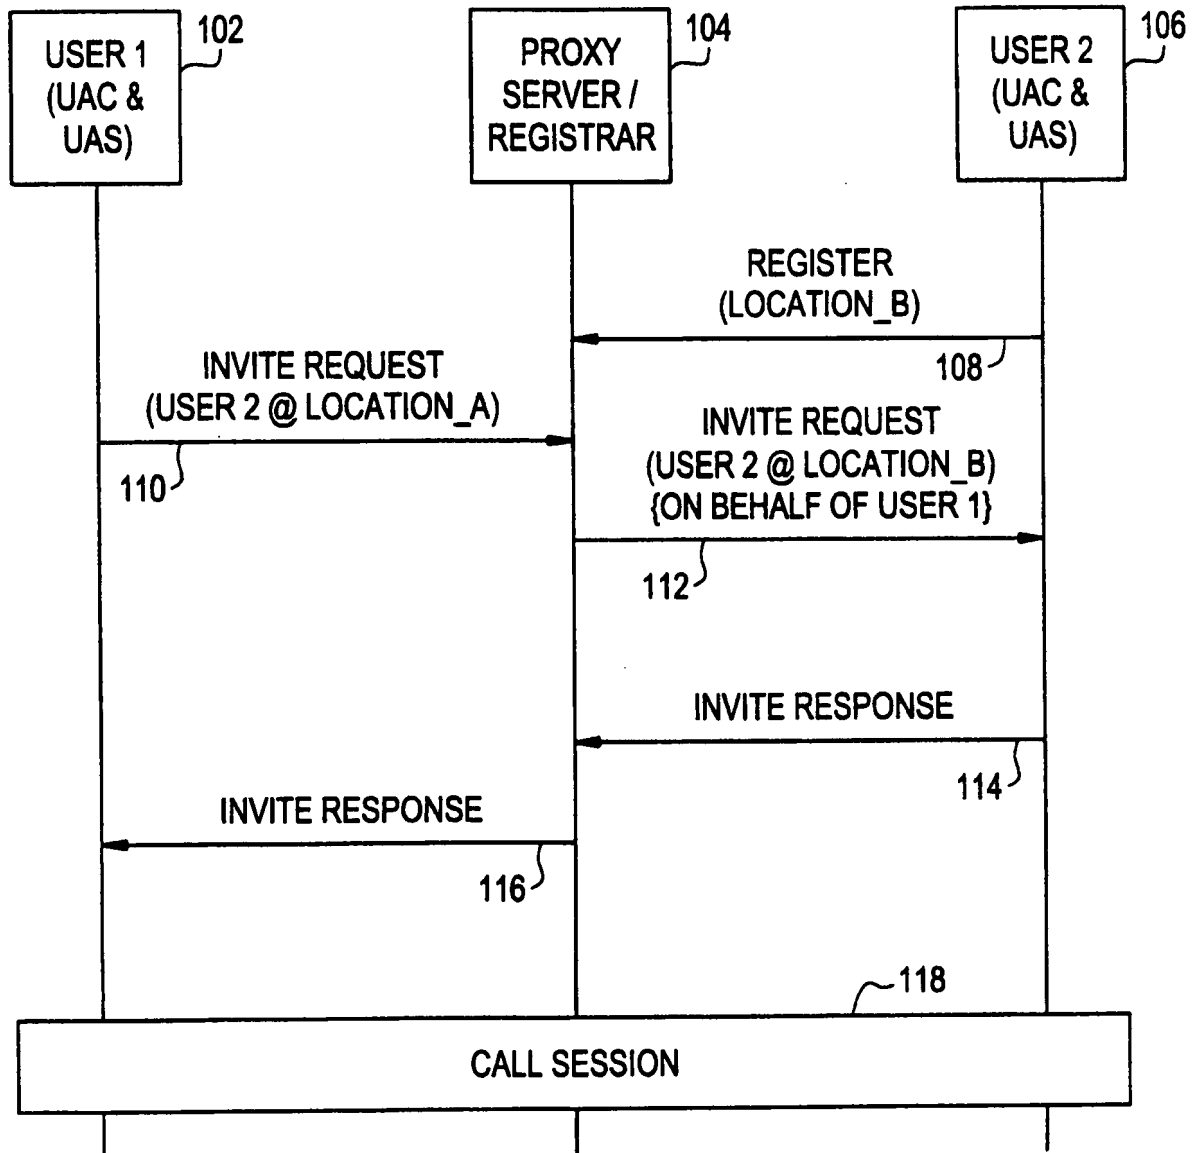 USER 1
(UAC &
UAS)
102
PROXY
SERVER /
REGISTRAR
104
USER 2
(UAC &
UAS)
106
REGISTER
(LOCATION_B)
108
INVITE REQUEST
(USER 2 @ LOCATION_A)
110
INVITE REQUEST
(USER 2 @ LOCATION_B)
{ON BEHALF OF USER 1}
112
INVITE RESPONSE
114
INVITE RESPONSE
116
118
CALL SESSION